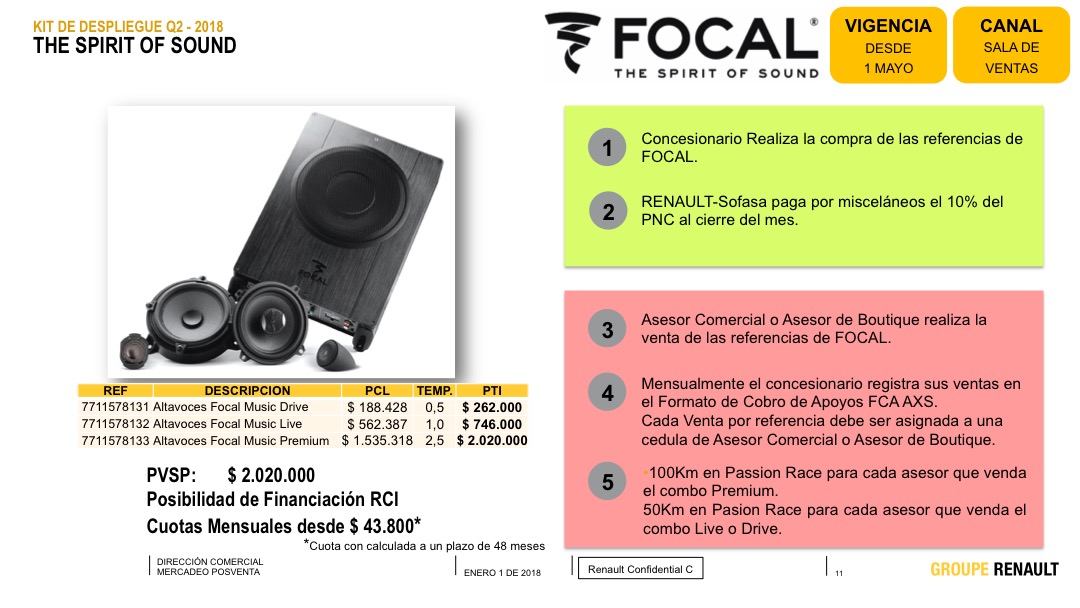 KIT DE DESPLIEGUE Q2 - 2018
THE SPIRIT OF SOUND
FOCAL®
THE SPIRIT OF SOUND
VIGENCIA
DESDE
1 MAYO
CANAL
SALA DE
VENTAS
FOCAL
REF DESCRIPCION PCL TEMP. PTI
7711578131 Altavoces Focal Music Drive $ 188.428 0,5 $ 262.000
7711578132 Altavoces Focal Music Live $ 562.387 1,0 $ 746.000
7711578133 Altavoces Focal Music Premium $ 1.535.318 2,5 $ 2.020.000
PVSP: $ 2.020.000
Posibilidad de Financiación RCI
Cuotas Mensuales desde $ 43.800*
*Cuota con calculada a un plazo de 48 meses
1 Concesionario Realiza la compra de las referencias de
FOCAL.
2 RENAULT-Sofasa paga por misceláneos el 10% del
PNC al cierre del mes.
3 Asesor Comercial o Asesor de Boutique realiza la
venta de las referencias de FOCAL.
4 Mensualmente el concesionario registra sus ventas en
el Formato de Cobro de Apoyos FCA AXS.
Cada Venta por referencia debe ser asignada a una
cedula de Asesor Comercial o Asesor de Boutique.
5 •100Km en Passion Race para cada asesor que venda
el combo Premium.
50Km en Pasion Race para cada asesor que venda el
combo Live o Drive.
DIRECCIÓN COMERCIAL
MERCADEO POSVENTA
ENERO 1 DE 2018
Renault Confidential C
11
GROUPE RENAULT